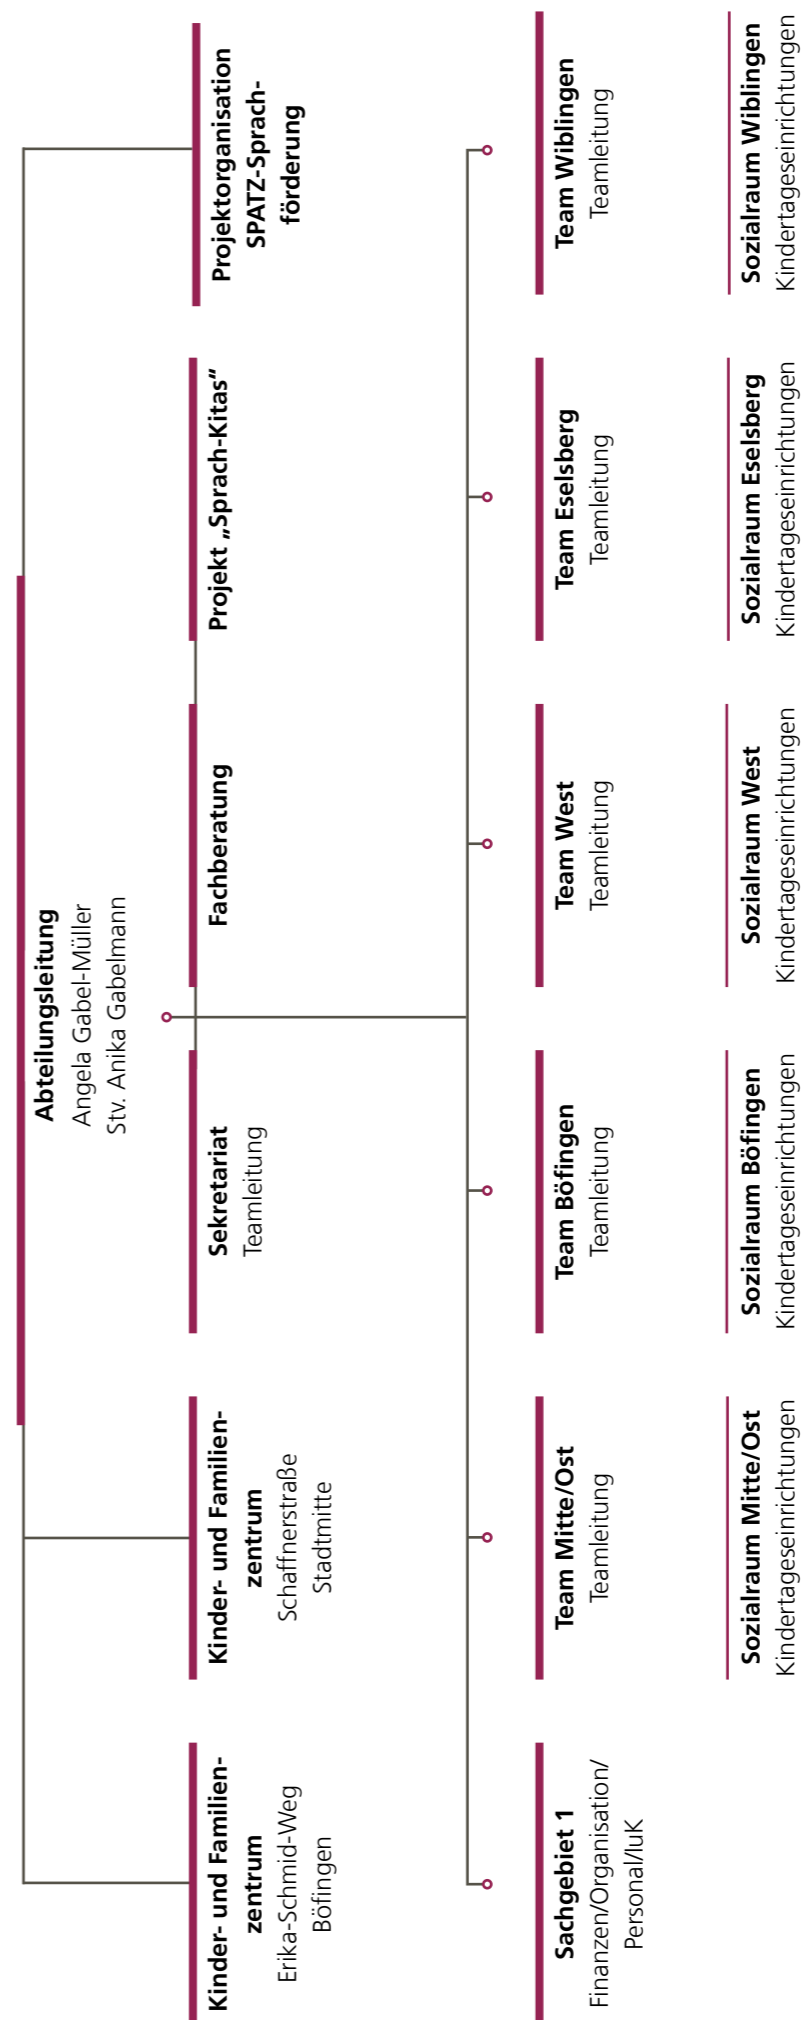 Abteilungsleitung
Angela Gabel-Müller
Stv. Anika Gabelmann
Kinder- und Familien-
zentrum
Erika-Schmid-Weg
Böfingen
Kinder- und Familien-
zentrum
Schaffnerstraße
Stadtmitte
Sekretariat
Teamleitung
Fachberatung
Projekt „Sprach-Kitas“
Projektorganisation
SPATZ-Sprach-
förderung
Sachgebiet 1
Finanzen/Organisation/
Personal/IuK
Team Mitte/Ost
Teamleitung
Team Böfingen
Teamleitung
Team West
Teamleitung
Team Eselsberg
Teamleitung
Team Wiblingen
Teamleitung
Sozialraum Mitte/Ost
Kindertageseinrichtungen
Sozialraum Böfingen
Kindertageseinrichtungen
Sozialraum West
Kindertageseinrichtungen
Sozialraum Eselsberg
Kindertageseinrichtungen
Sozialraum Wiblingen
Kindertageseinrichtungen